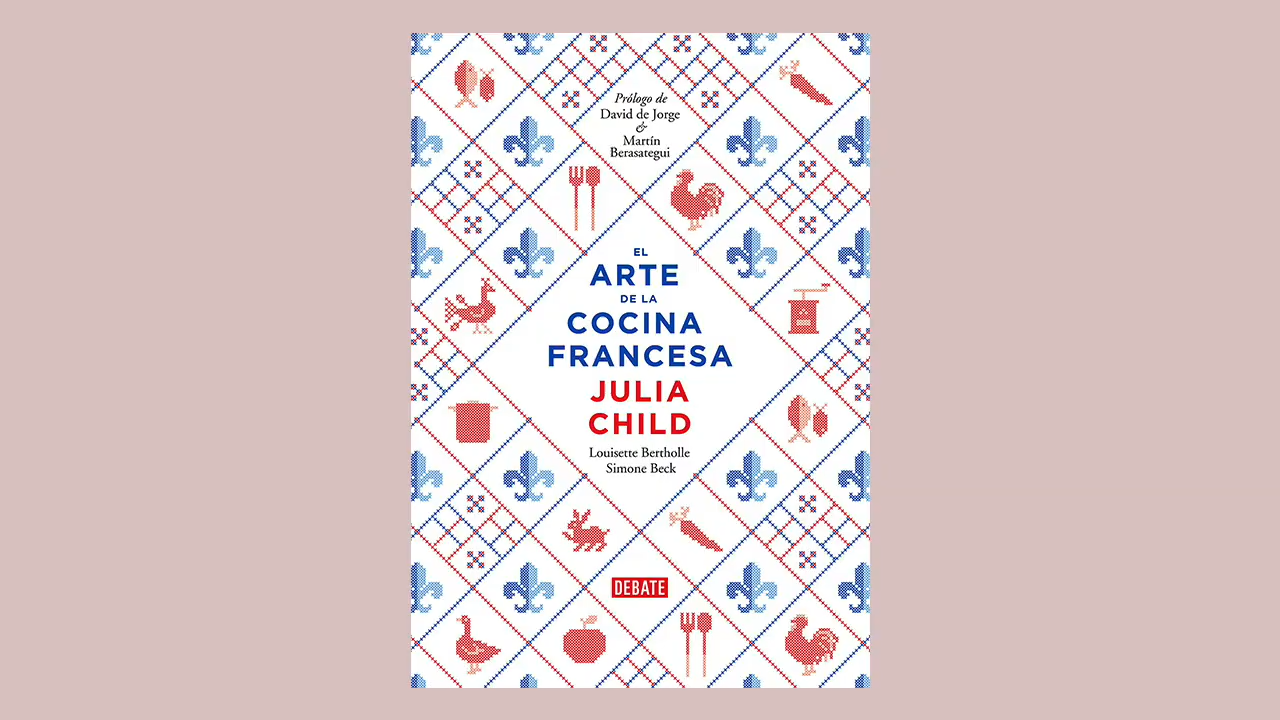 Prólogo de
David de Jorge
&
Martín
Berasategui
EL
ARTE
DE LA
COCINA
FRANCESA
JULIA
CHILD
Louisette Bertholle
Simone Beck
DEBATE